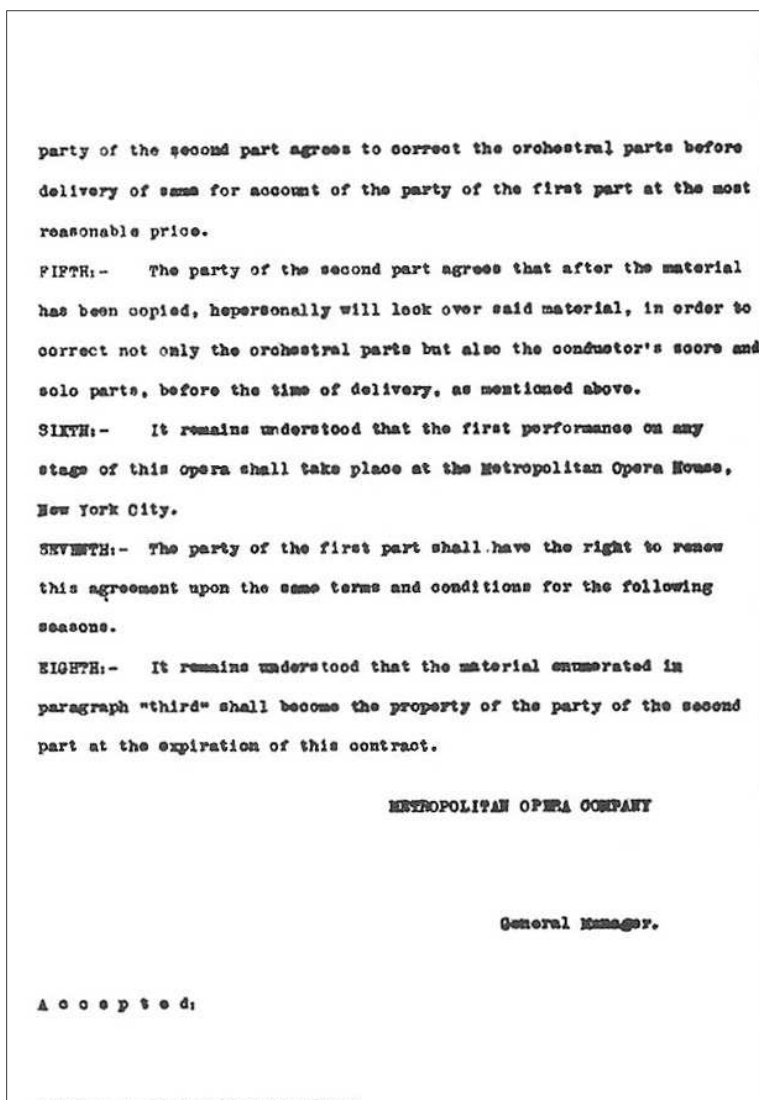 party of the second part agrees to correct the orchestral parts before
delivery of same for account of the party of the first part at the most
reasonable price.
FIFTH:- The party of the second part agrees that after the material
has been copied, hepersonally will look over said material, in order to
correct not only the orchestral parts but also the conductor's score and
solo parts, before the time of delivery, as mentioned above.
SIXTH:- It remains understood that the first performance on any
stage of this opera shall take place at the Metropolitan Opera House,
New York City.
SEVENTH:- The party of the first part shall have the right to renew
this agreement upon the same terms and conditions for the following
seasons.
EIGHTH:- It remains understood that the material enumerated in
paragraph "third" shall become the property of the party of the second
part at the expiration of this contract.
METROPOLITAN OPERA COMPANY
General Manager.
A c c e p t e d: